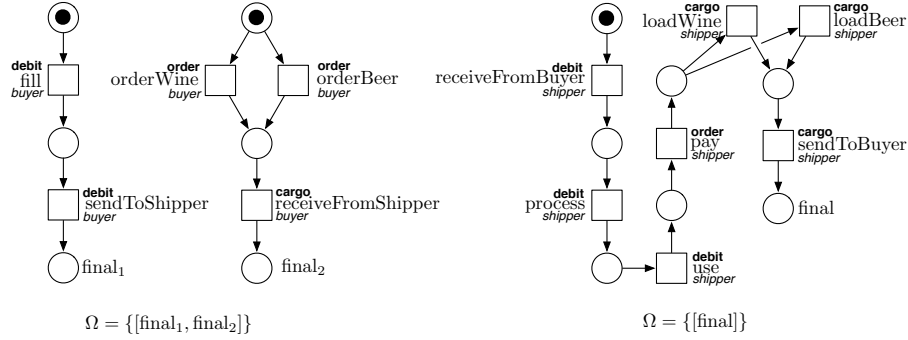 debit
fill
buyer
order
orderWine
buyer
order
orderBeer
buyer
debit
sendToShipper
buyer
cargo
receiveFromShipper
buyer
final₁
final₂
Ω = {[final₁, final₂]}
cargo
loadWine
shipper
cargo
loadBeer
shipper
debit
receiveFromBuyer
shipper
order
pay
shipper
cargo
sendToBuyer
shipper
debit
process
shipper
final
debit
use
shipper
Ω = {[final]}